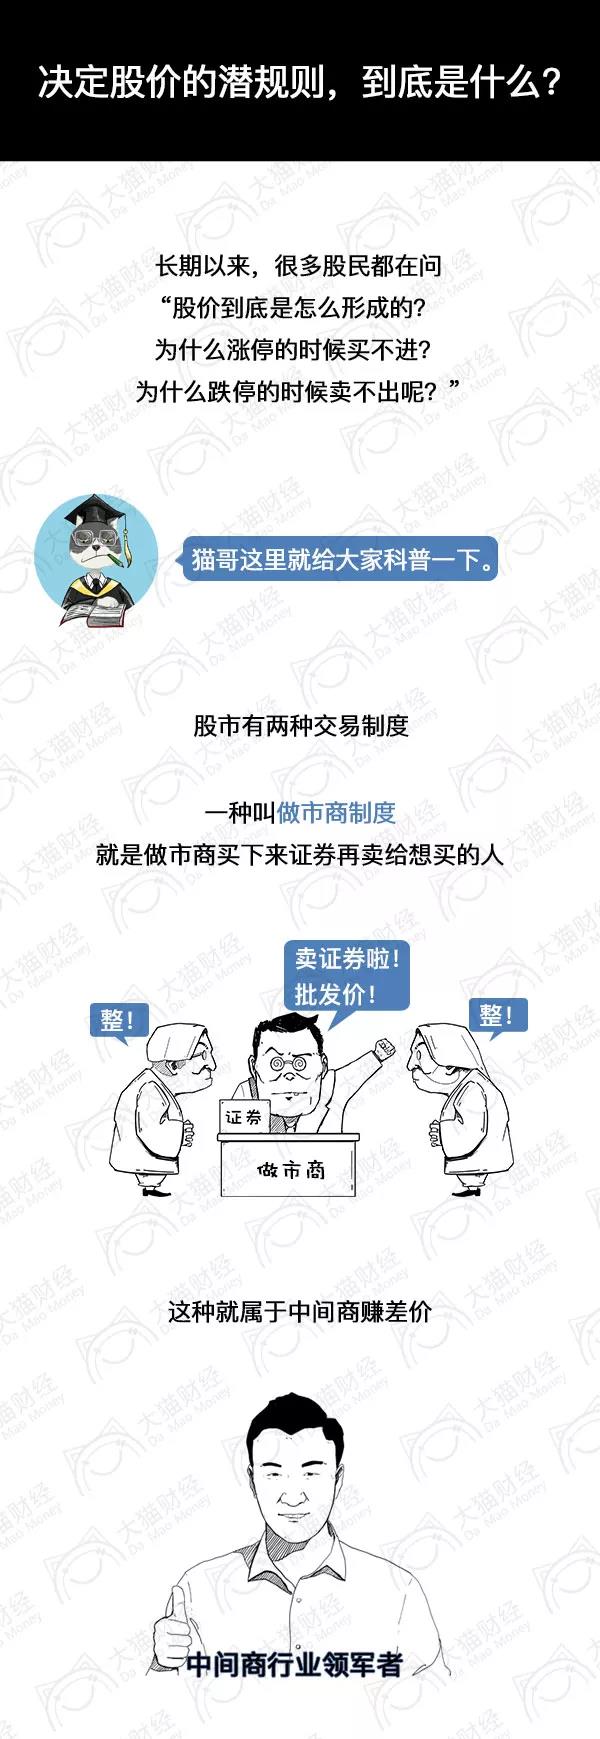 决定股价的潜规则，到底是什么？
长期以来，很多股民都在问
“股价到底是怎么形成的？
为什么涨停的时候买不进？
为什么跌停的时候卖不出呢？”
猫哥这里就给大家科普一下。
股市有两种交易制度
一种叫做市商制度
就是做市商买下来证券再卖给想买的人
卖证券啦！
批发价！
整！
整！
证券
做市商
这种就属于中间商赚差价
中间商行业领军者
大猫财经
Da Mao Money